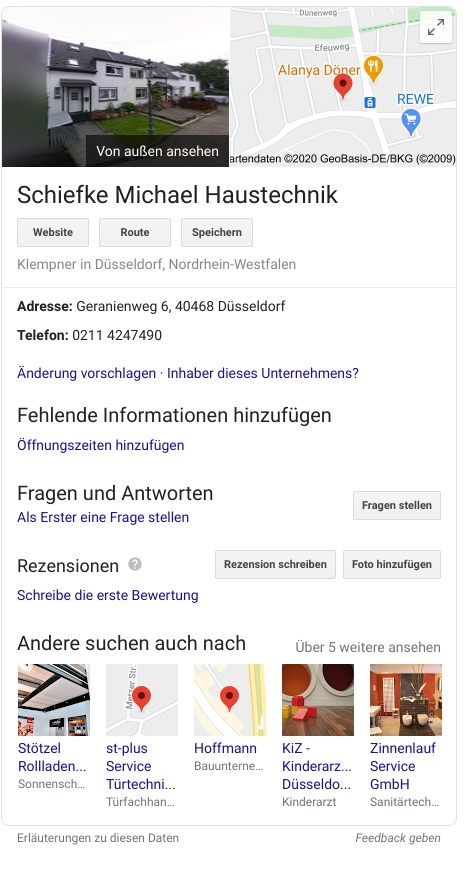 Dünenweg
Efeuweg
Alanya Döner
REWE
Von außen ansehen
artendaten ©2020 GeoBasis-DE/BKG (©2009)
Schiefke Michael Haustechnik
Website Route Speichern
Klempner in Düsseldorf, Nordrhein-Westfalen
Adresse: Geranienweg 6, 40468 Düsseldorf
Telefon: 0211 4247490
Änderung vorschlagen · Inhaber dieses Unternehmens?
Fehlende Informationen hinzufügen
Öffnungszeiten hinzufügen
Fragen und Antworten
Fragen stellen
Als Erster eine Frage stellen
Rezensionen ?
Rezension schreiben Foto hinzufügen
Schreibe die erste Bewertung
Andere suchen auch nach
Über 5 weitere ansehen
Metzer Str.
Stötzel
Rollladen...
Sonnensch...
st-plus
Service
Türtechni...
Türfachhan...
Hoffmann
Bauunterne...
KiZ -
Kinderarz...
Düsseldo...
Kinderarzt
Zinnenlauf
Service
GmbH
Sanitärtech...
Erläuterungen zu diesen Daten
Feedback geben